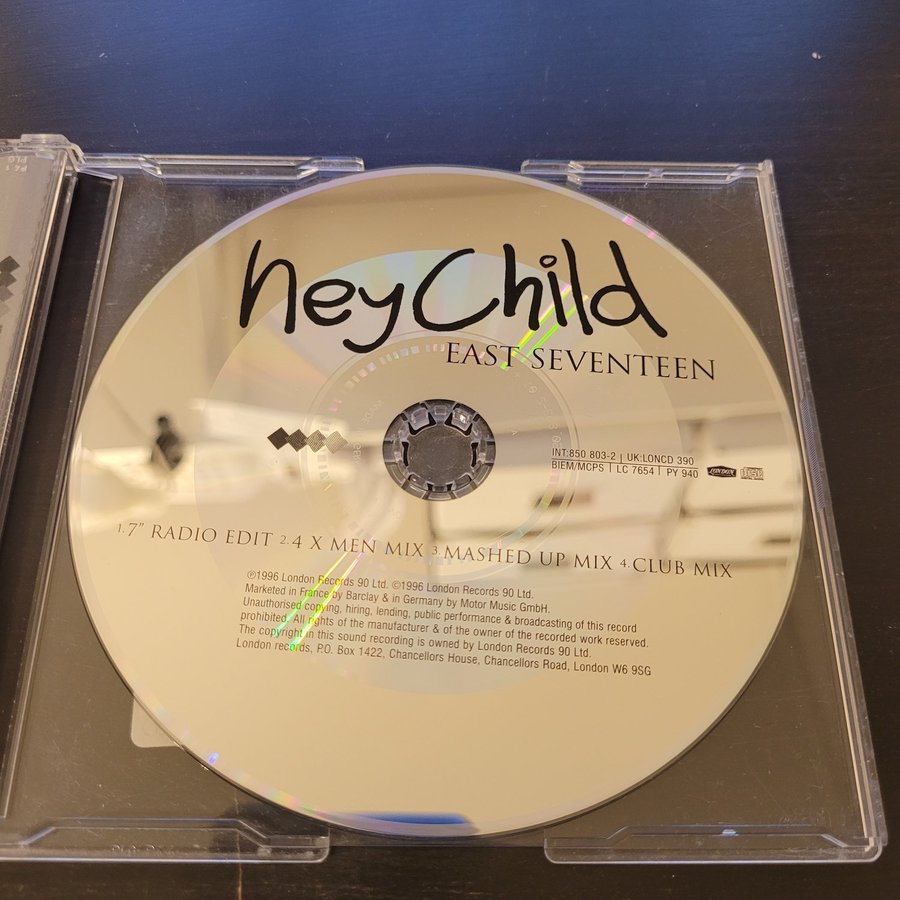 hey Child
EAST SEVENTEEN
INT:850 803-2 | UK:LONCD 390
BIEM/MCPS | LC 7654 | PY 940
LONDON
1. 7" RADIO EDIT 2. 4 X MEN MIX 3. MASHED UP MIX 4. CLUB MIX
℗1996 London Records 90 Ltd. ©1996 London Records 90 Ltd.
Marketed in France by Barclay & in Germany by Motor Music GmbH.
Unauthorised copying, hiring, lending, public performance & broadcasting of this record
prohibited. All rights of the manufacturer & of the owner of the recorded work reserved.
The copyright in this sound recording is owned by London Records 90 Ltd.
London records, P.O. Box 1422, Chancellors House, Chancellors Road, London W6 9SG